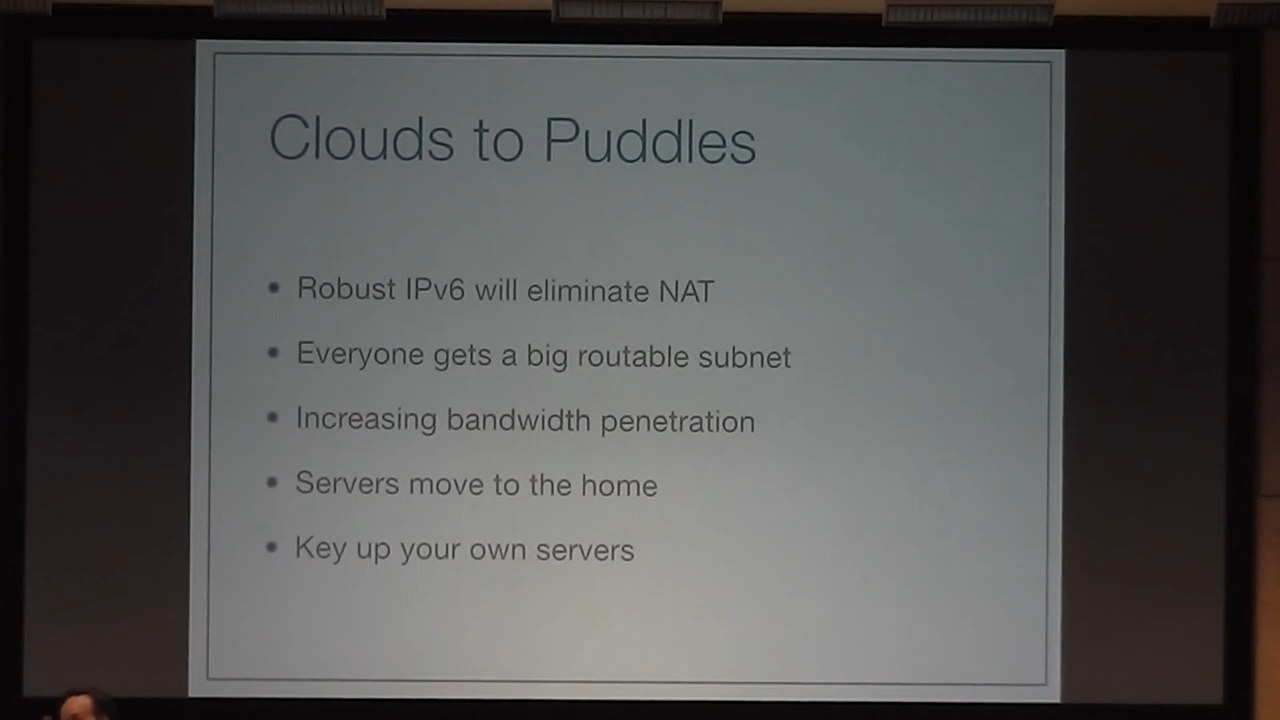 Clouds to Puddles
• Robust IPv6 will eliminate NAT
• Everyone gets a big routable subnet
• Increasing bandwidth penetration
• Servers move to the home
• Key up your own servers